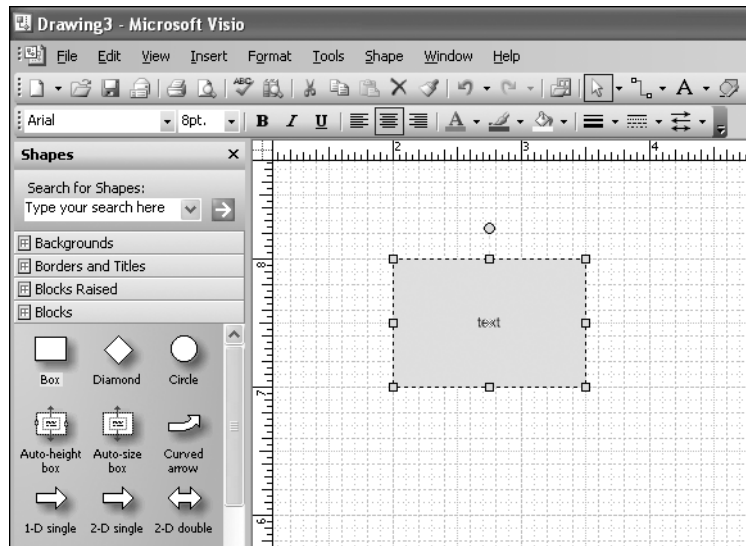 Drawing3 - Microsoft Visio
File Edit View Insert Format Tools Shape Window Help
ABC A
Arial 8pt. B I U A
Shapes
2 3 4
Search for Shapes:
Type your search here
Backgrounds
Borders and Titles
8
Blocks Raised
Blocks
text
Box Diamond Circle
7
Auto-height box Auto-size box Curved arrow
1-D single 2-D single 2-D double
6